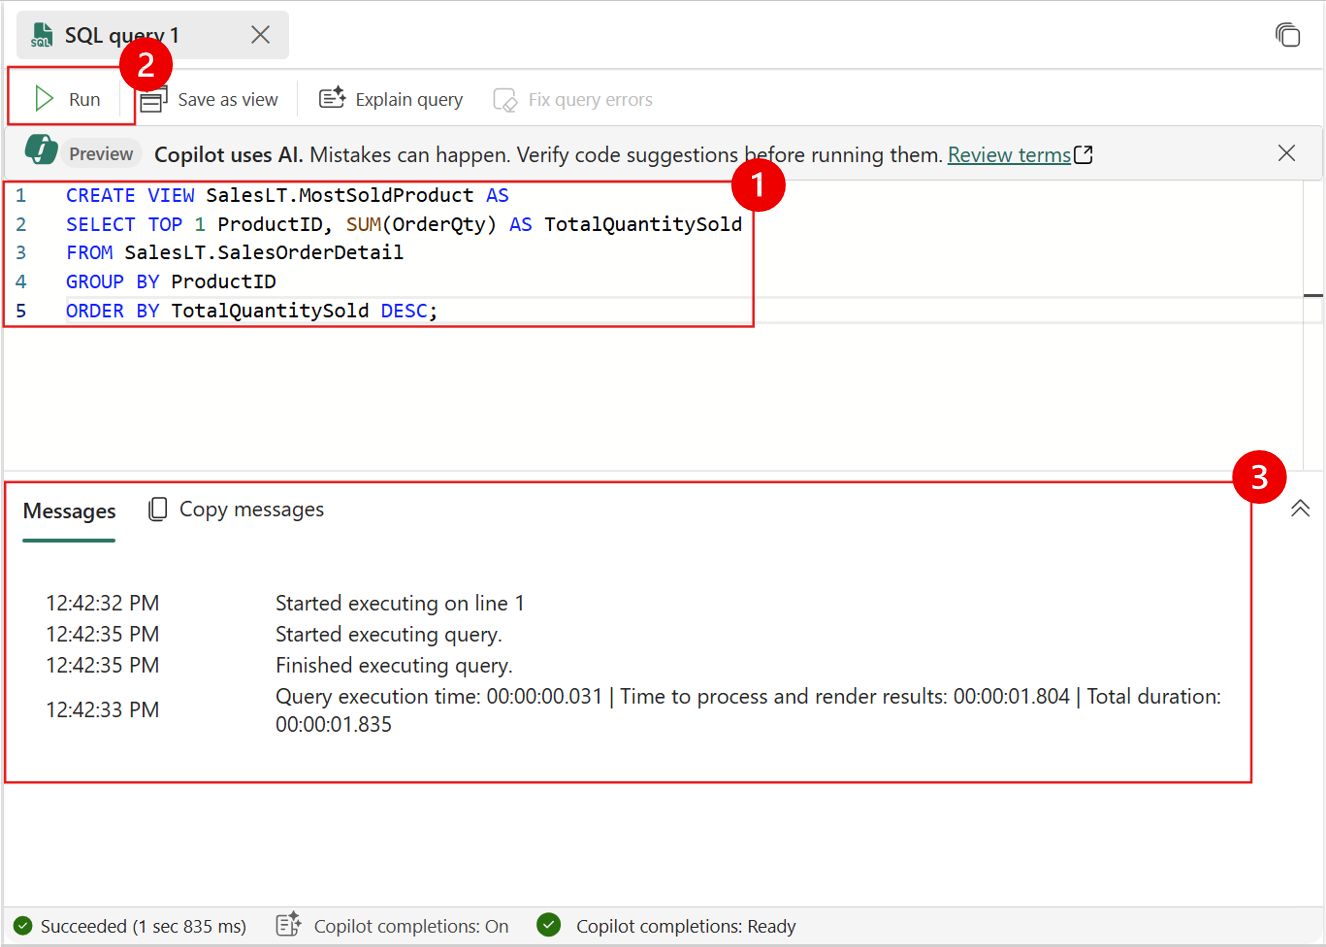 SQL query 1
SQL
2
Run
Save as view
Explain query
Fix query errors
Preview
Copilot uses AI. Mistakes can happen. Verify code suggestions before running them. Review terms
1
1 CREATE VIEW SalesLT.MostSoldProduct AS
2 SELECT TOP 1 ProductID, SUM(OrderQty) AS TotalQuantitySold
3 FROM SalesLT.SalesOrderDetail
4 GROUP BY ProductID
5 ORDER BY TotalQuantitySold DESC;
3
Messages
Copy messages
12:42:32 PM Started executing on line 1
12:42:35 PM Started executing query.
12:42:35 PM Finished executing query.
12:42:33 PM Query execution time: 00:00:00.031 | Time to process and render results: 00:00:01.804 | Total duration:
00:00:01.835
Succeeded (1 sec 835 ms)
Copilot completions: On
Copilot completions: Ready